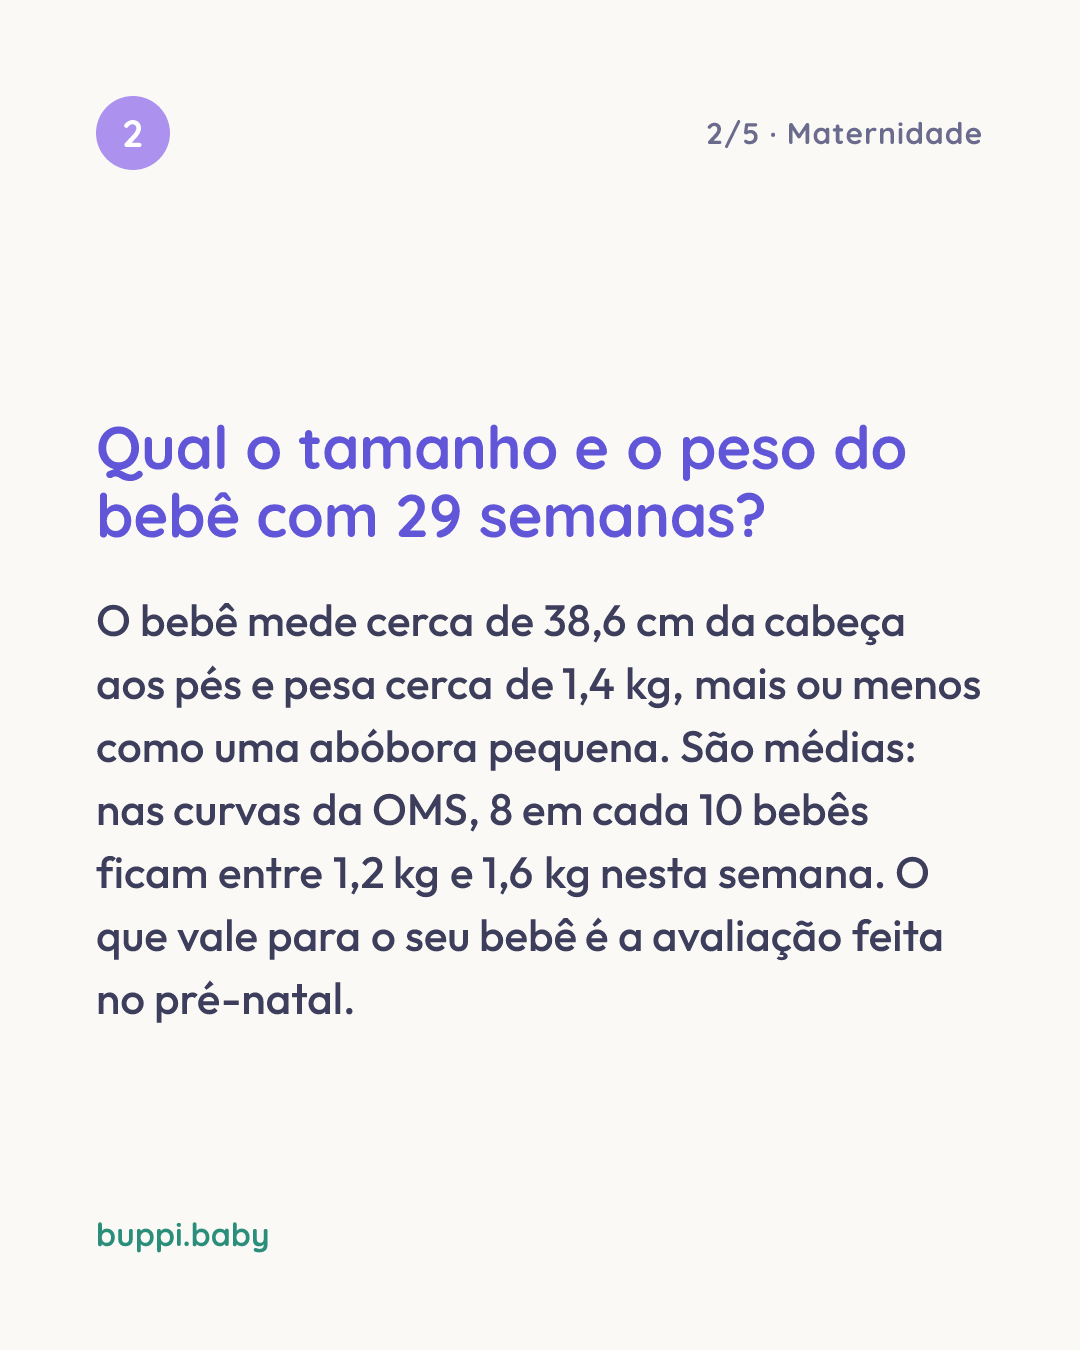 2
2/5 · Maternidade
Qual o tamanho e o peso do
bebê com 29 semanas?
O bebê mede cerca de 38,6 cm da cabeça
aos pés e pesa cerca de 1,4 kg, mais ou menos
como uma abóbora pequena. São médias:
nas curvas da OMS, 8 em cada 10 bebês
ficam entre 1,2 kg e 1,6 kg nesta semana. O
que vale para o seu bebê é a avaliação feita
no pré-natal.
buppi.baby